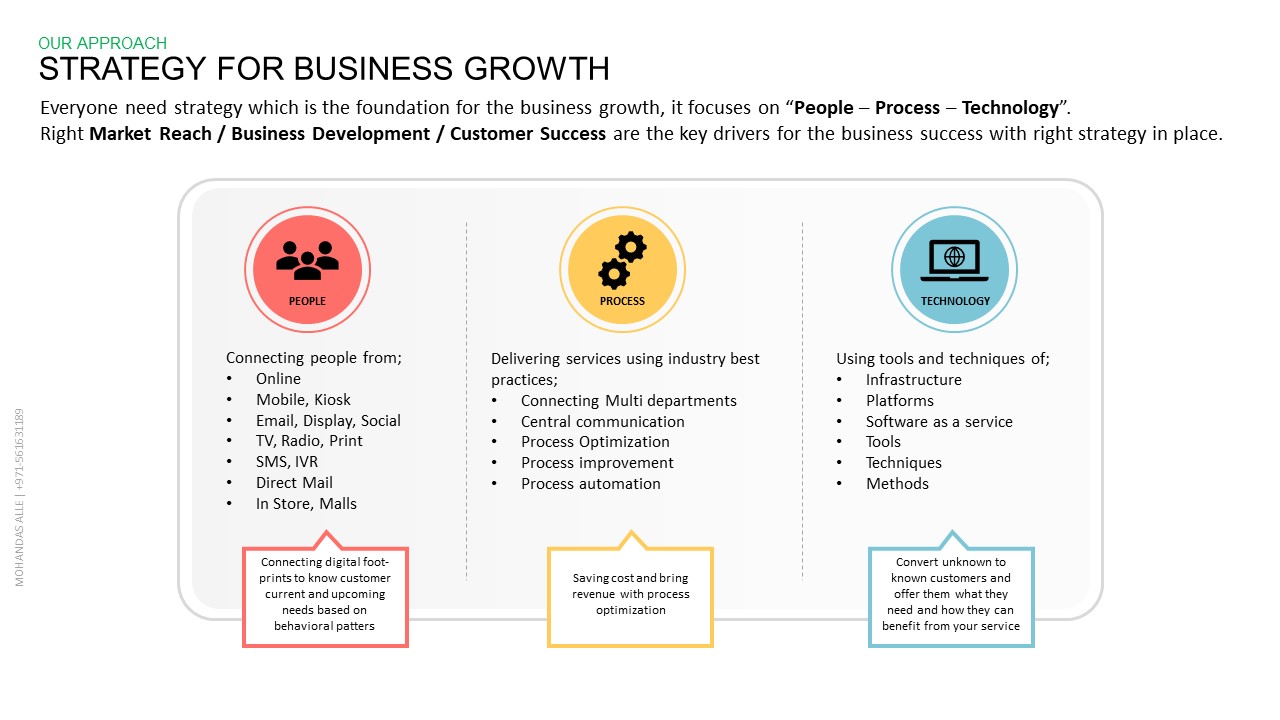 OUR APPROACH
STRATEGY FOR BUSINESS GROWTH
Everyone need strategy which is the foundation for the business growth, it focuses on “People – Process – Technology”.
Right Market Reach / Business Development / Customer Success are the key drivers for the business success with right strategy in place.
PEOPLE
Connecting people from;
• Online
• Mobile, Kiosk
• Email, Display, Social
• TV, Radio, Print
• SMS, IVR
• Direct Mail
• In Store, Malls
Connecting digital foot-
prints to know customer
current and upcoming
needs based on
behavioral patters
PROCESS
Delivering services using industry best
practices;
• Connecting Multi departments
• Central communication
• Process Optimization
• Process improvement
• Process automation
Saving cost and bring
revenue with process
optimization
TECHNOLOGY
Using tools and techniques of;
• Infrastructure
• Platforms
• Software as a service
• Tools
• Techniques
• Methods
Convert unknown to
known customers and
offer them what they
need and how they can
benefit from your service
MOHANDAS ALLE | +971-561631189